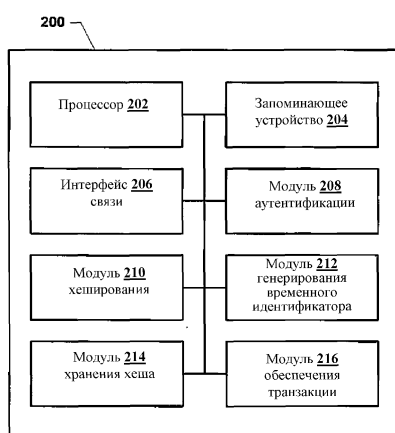 200
Процессор 202
Запоминающее
устройство 204
Интерфейс 206
связи
Модуль 208
аутентификации
Модуль 210
хеширования
Модуль 212
генерирования
временного
идентификатора
Модуль 214
хранения хеша
Модуль 216
обеспечения
транзакции